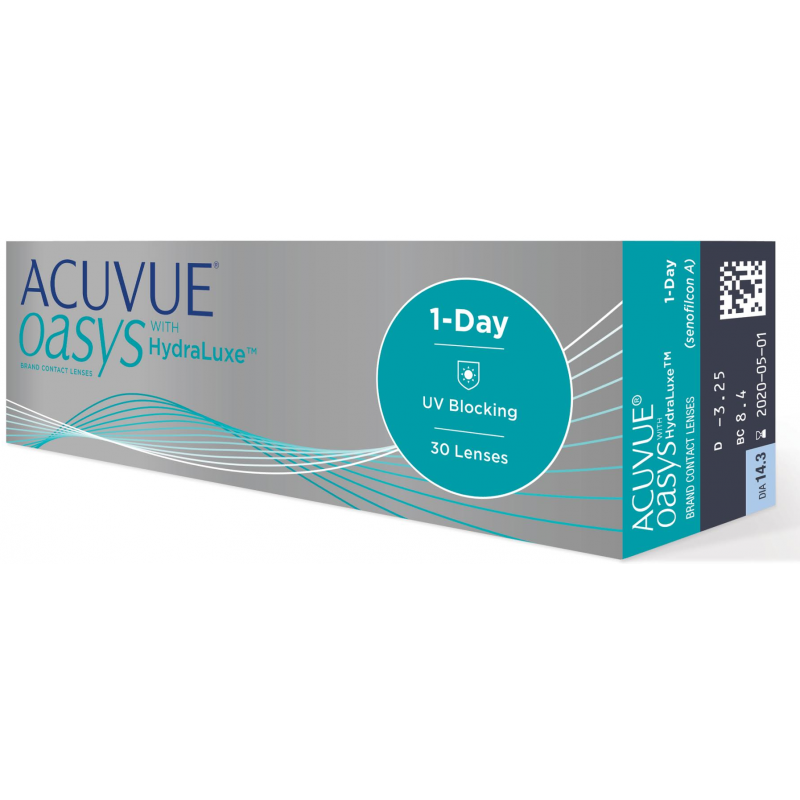 ACUVUE®
oasys WITH
HydraLuxe™
BRAND CONTACT LENSES
1-Day
UV Blocking
30 Lenses
ACUVUE®
oasys WITH HydraLuxe™ 1-Day
BRAND CONTACT LENSES (senofilcon A)
D -3.25
BC 8.4
2020-05-01
DIA 14.3